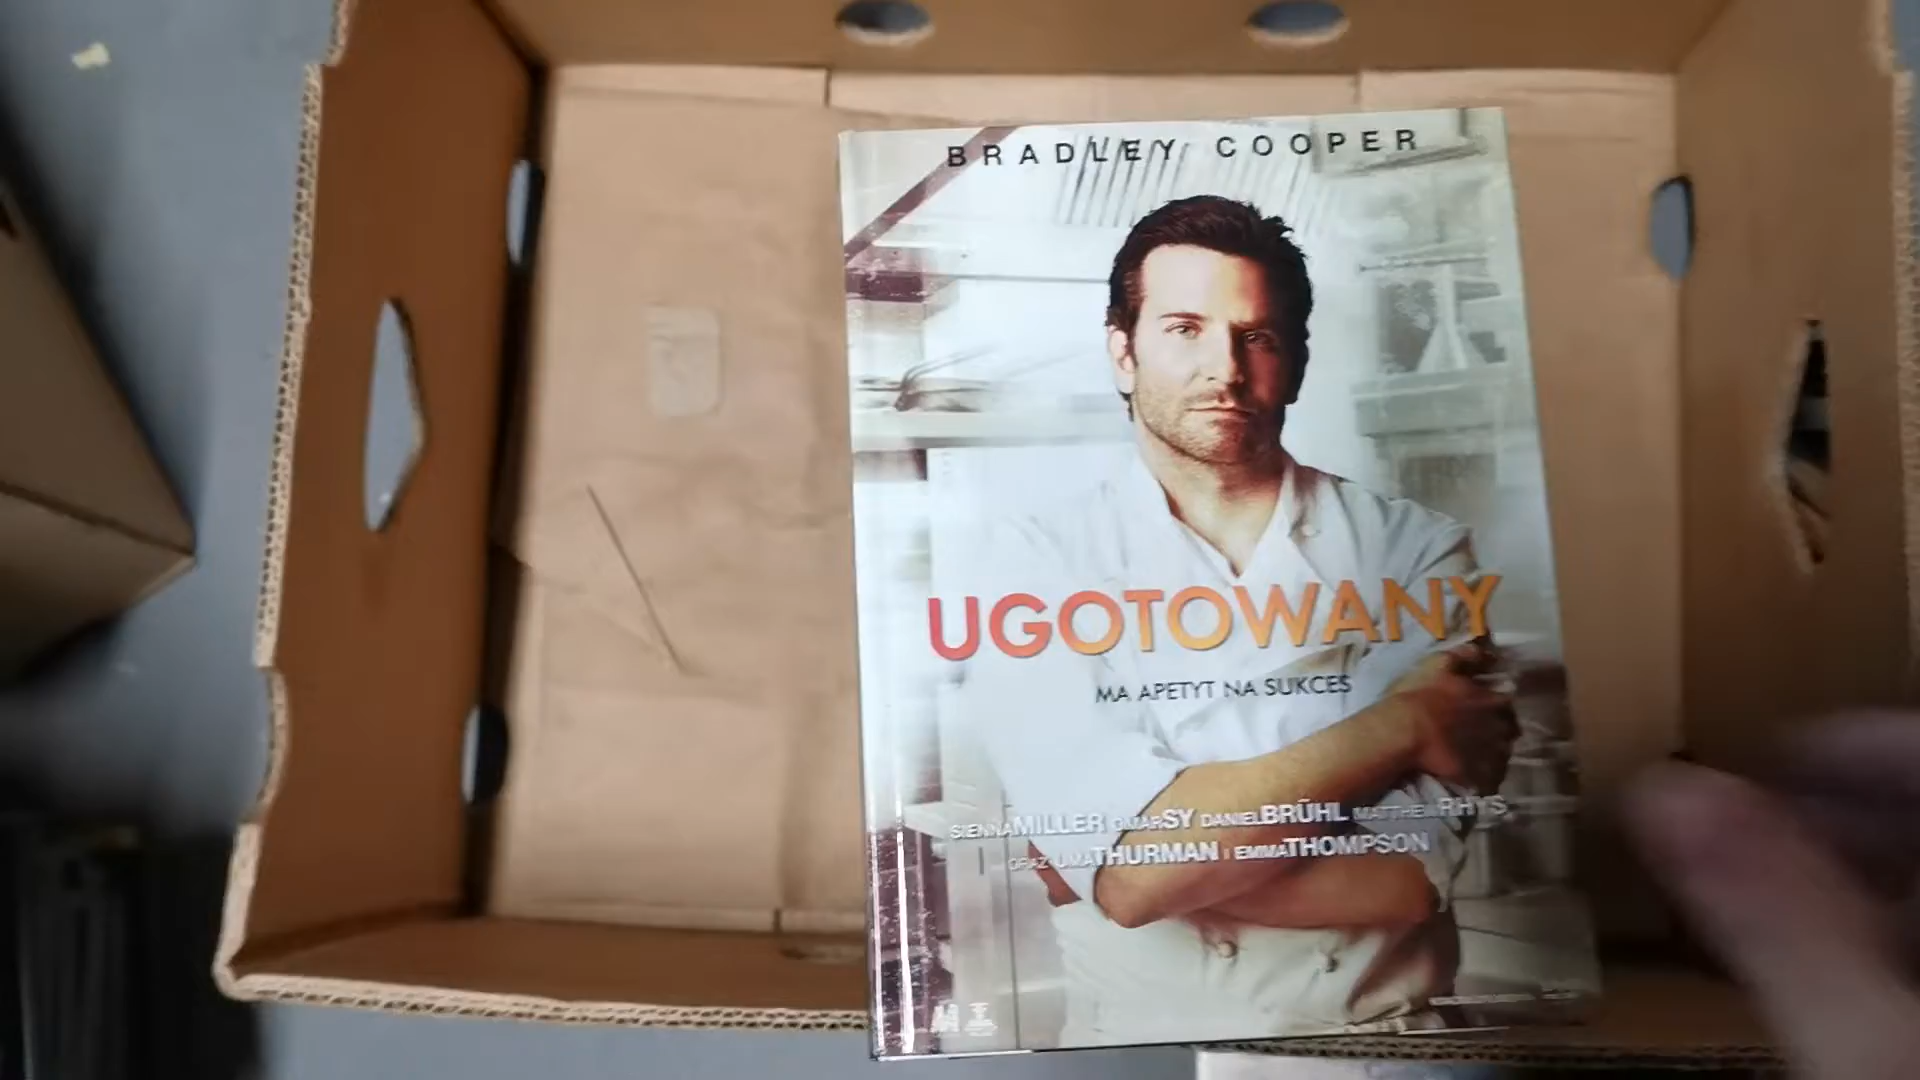 BRADLEY COOPER
UGOTOWANY
MA APETYT NA SUKCES
SIENNA MILLER OMAR SY DANIEL BRÜHL MATTHEW RHYS
ORAZ UMA THURMAN I EMMA THOMPSON